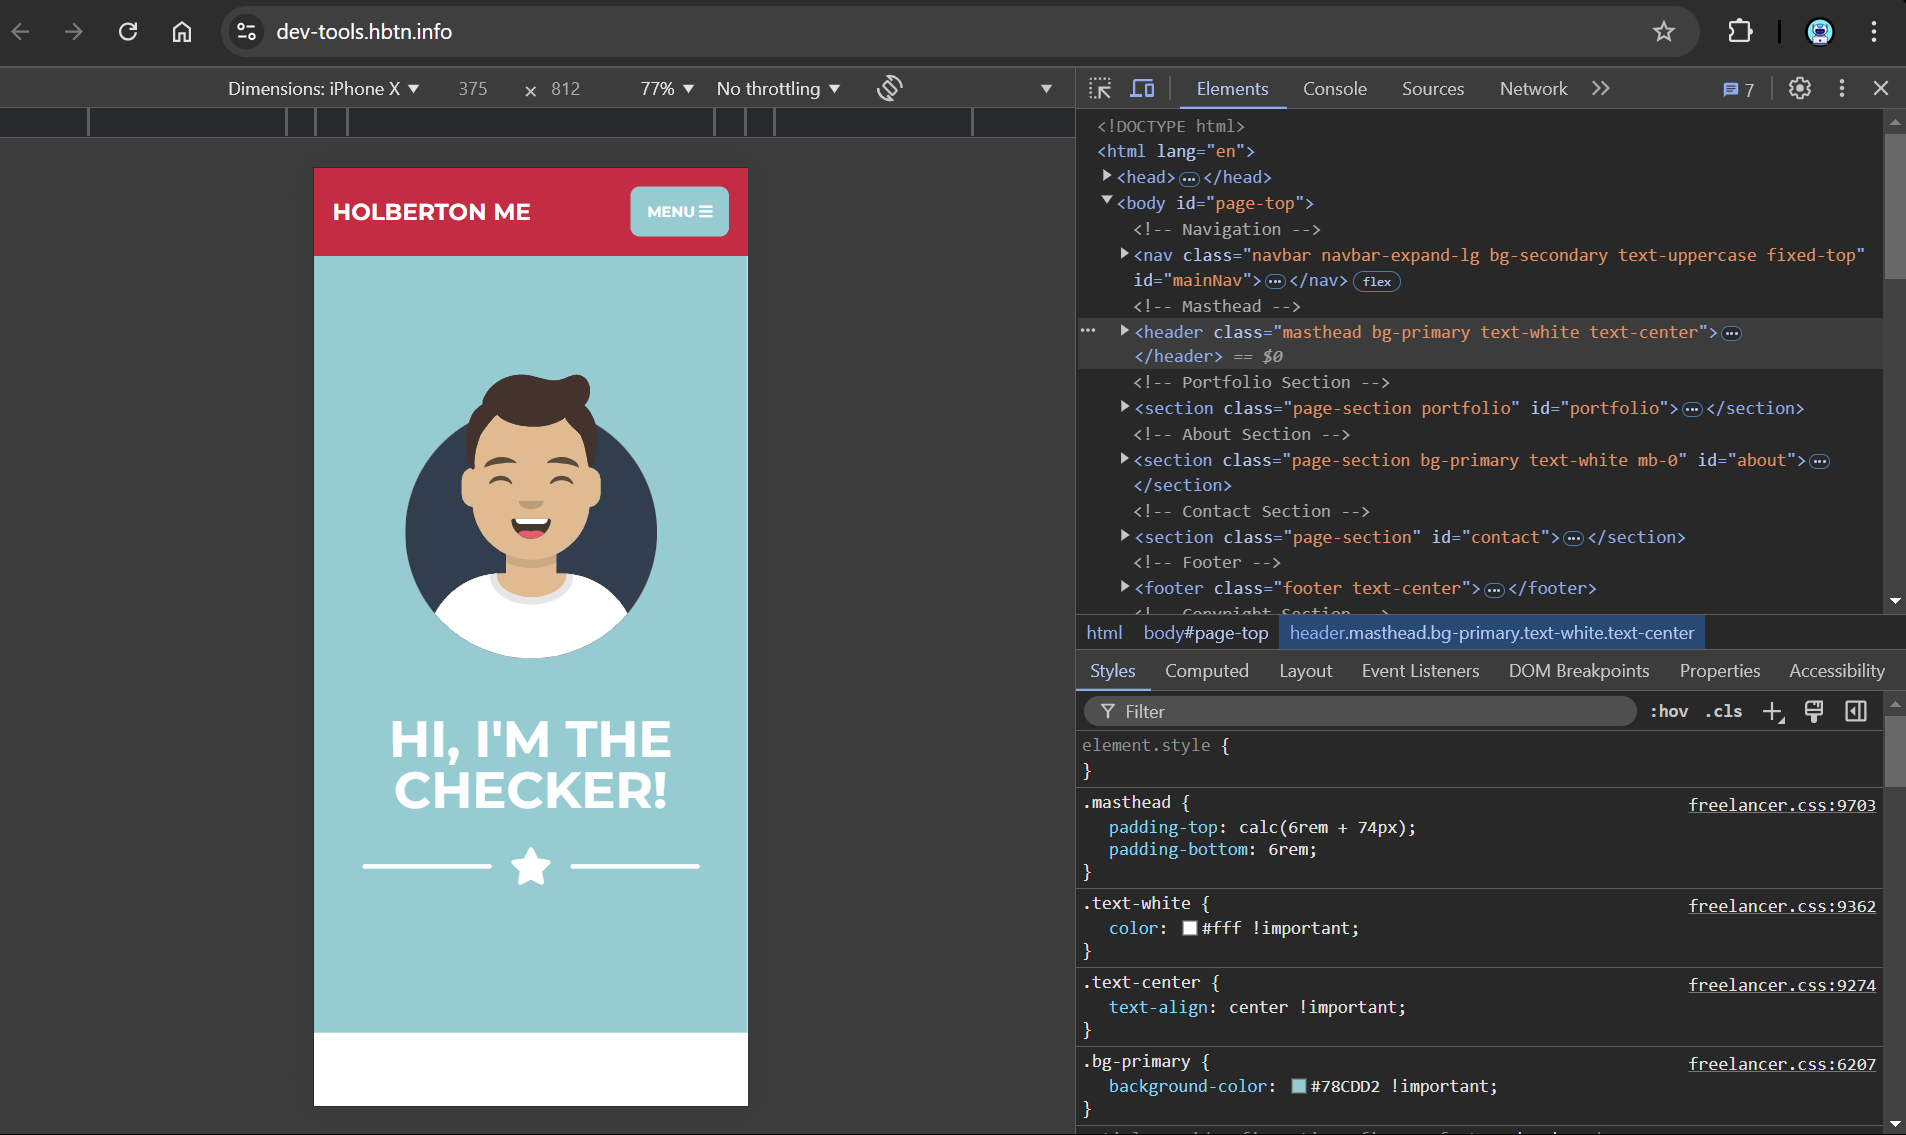 dev-tools.hbtn.info
Dimensions: iPhone X ▼ 375 × 812 77% ▼ No throttling ▼
Elements Console Sources Network 7
HOLBERTON ME
MENU
HI, I'M THE
CHECKER!
<!DOCTYPE html>
<html lang="en">
<head>…</head>
<body id="page-top">
<!-- Navigation -->
<nav class="navbar navbar-expand-lg bg-secondary text-uppercase fixed-top"
id="mainNav">…</nav> flex
<!-- Masthead -->
<header class="masthead bg-primary text-white text-center">…
</header> == $0
<!-- Portfolio Section -->
<section class="page-section portfolio" id="portfolio">…</section>
<!-- About Section -->
<section class="page-section bg-primary text-white mb-0" id="about">…
</section>
<!-- Contact Section -->
<section class="page-section" id="contact">…</section>
<!-- Footer -->
<footer class="footer text-center">…</footer>
<!-- Copyright Section -->
html body#page-top header.masthead.bg-primary.text-white.text-center
Styles Computed Layout Event Listeners DOM Breakpoints Properties Accessibility
Filter :hov .cls
element.style {
}
.masthead { freelancer.css:9703
padding-top: calc(6rem + 74px);
padding-bottom: 6rem;
}
.text-white { freelancer.css:9362
color: #fff !important;
}
.text-center { freelancer.css:9274
text-align: center !important;
}
.bg-primary { freelancer.css:6207
background-color: #78CDD2 !important;
}